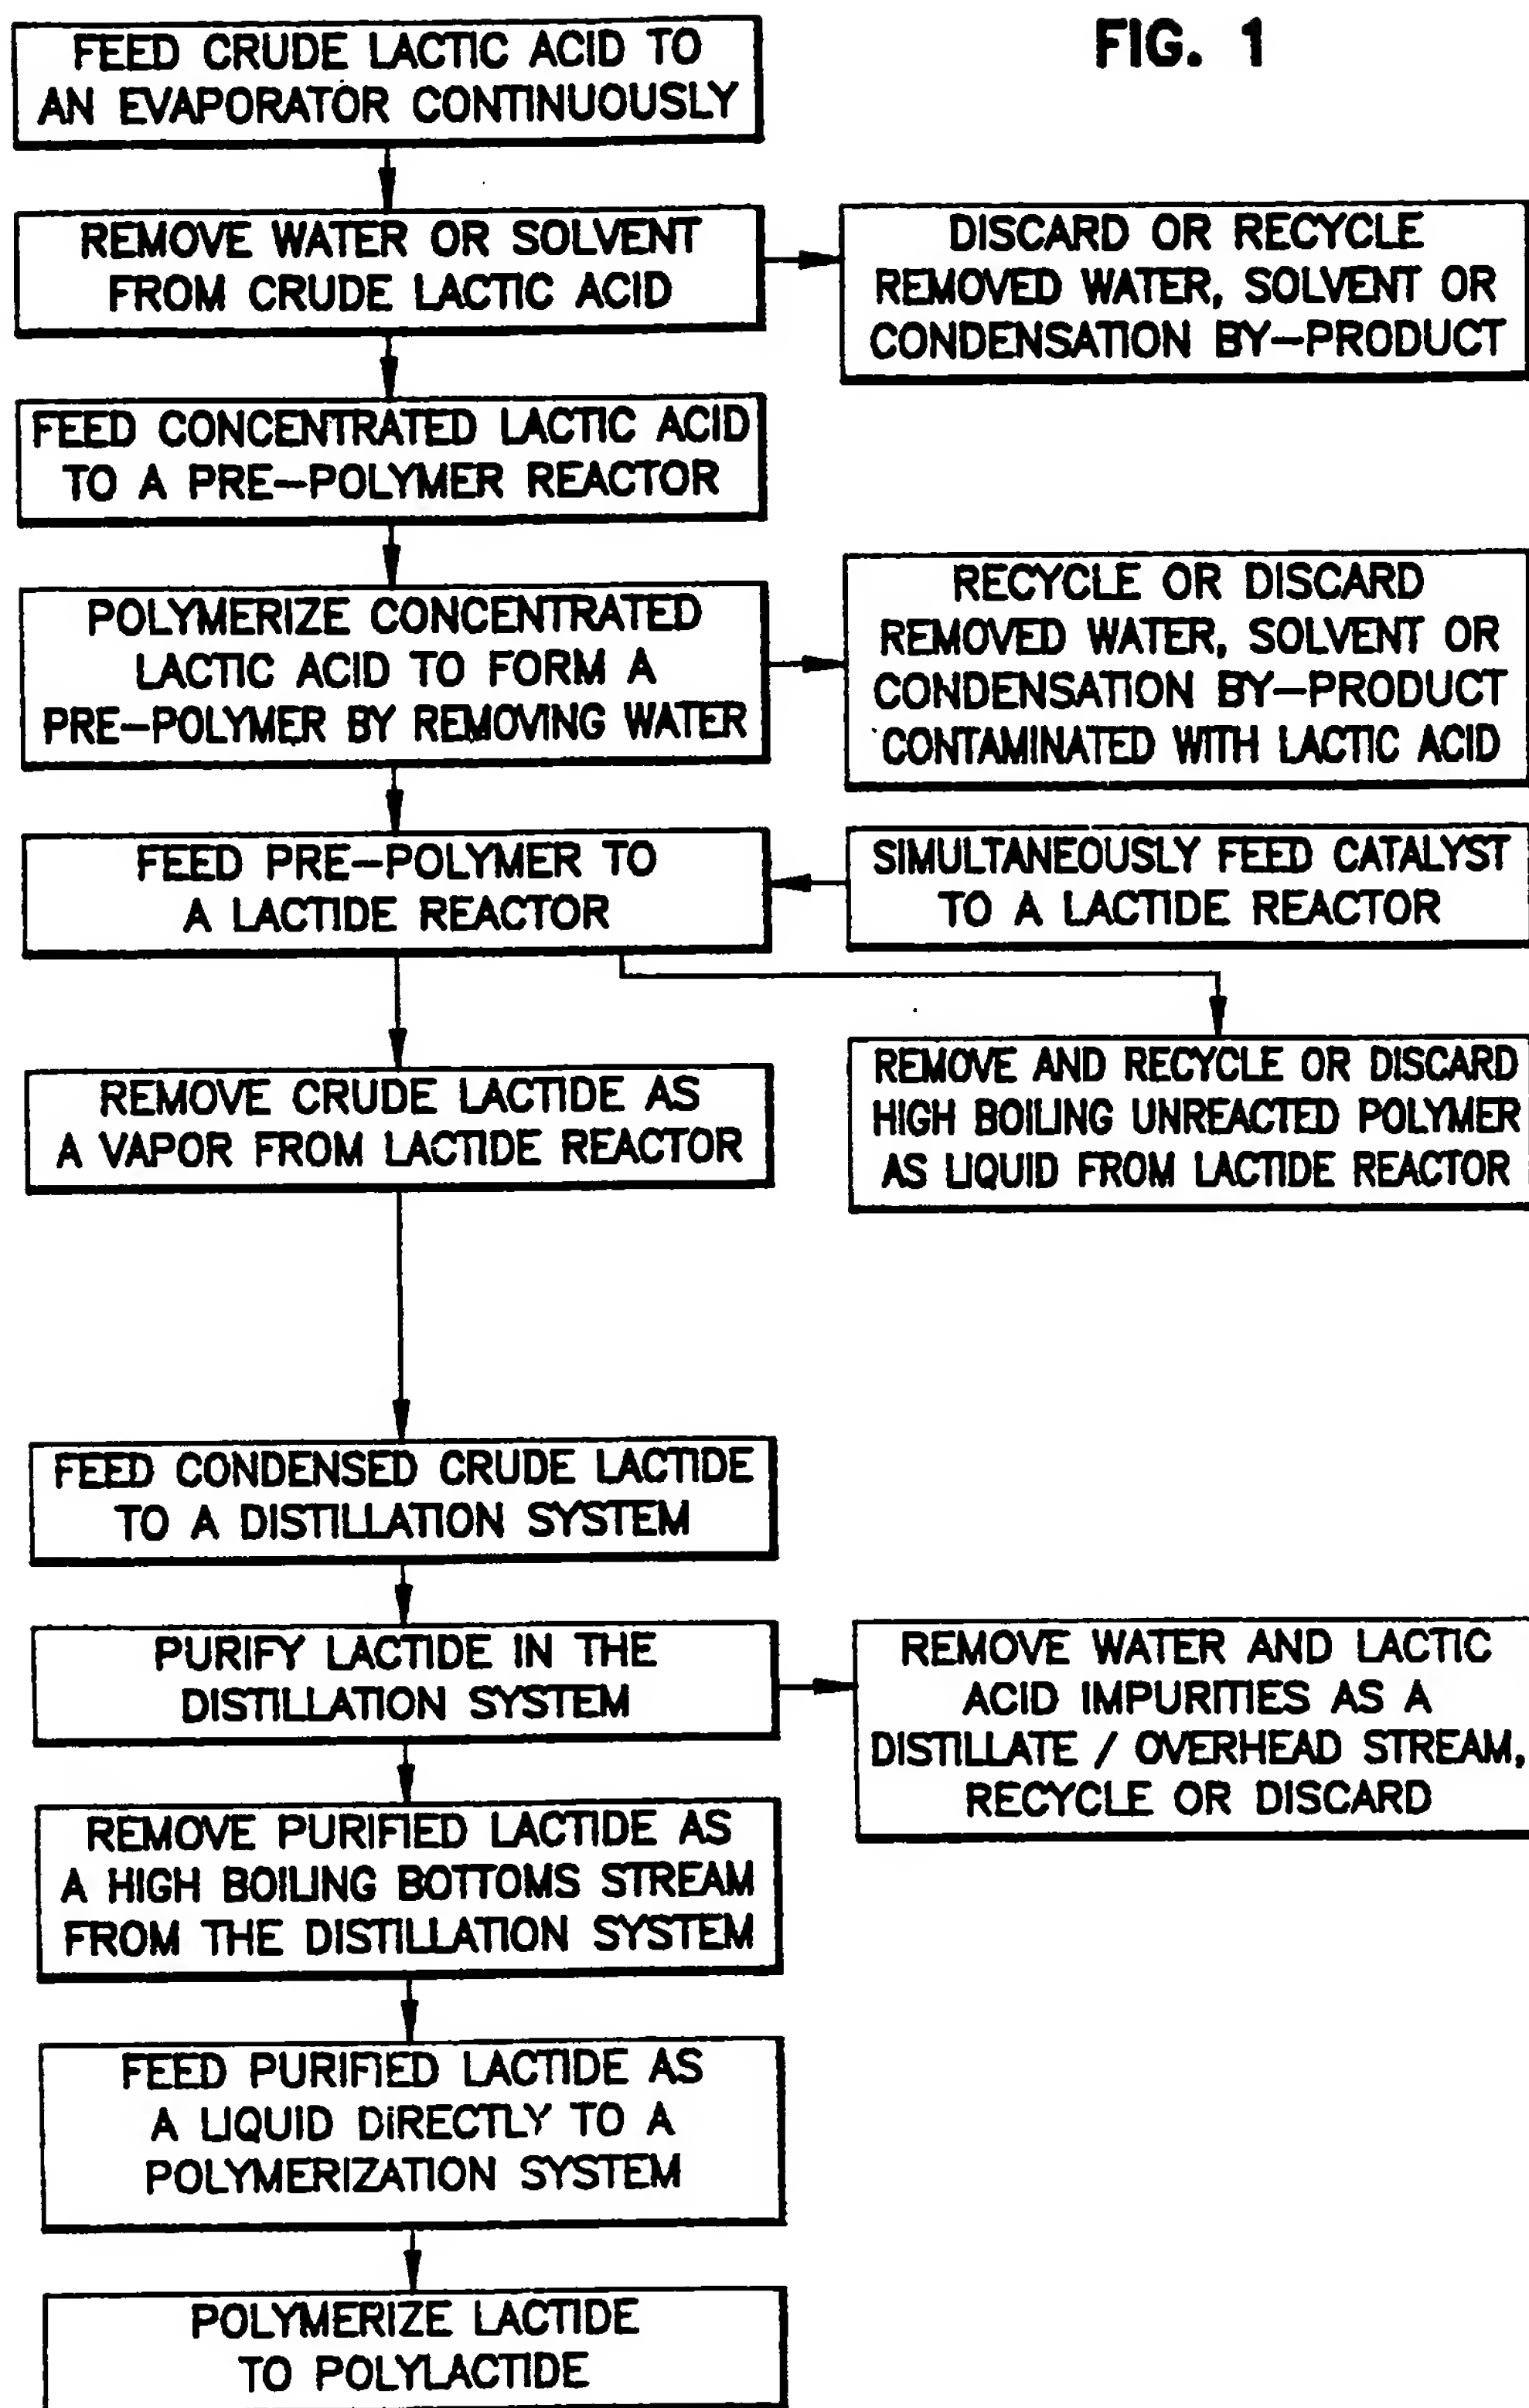 FIG. 1
FEED CRUDE LACTIC ACID TO
AN EVAPORATOR CONTINUOUSLY
REMOVE WATER OR SOLVENT
FROM CRUDE LACTIC ACID
DISCARD OR RECYCLE
REMOVED WATER, SOLVENT OR
CONDENSATION BY-PRODUCT
FEED CONCENTRATED LACTIC ACID
TO A PRE-POLYMER REACTOR
POLYMERIZE CONCENTRATED
LACTIC ACID TO FORM A
PRE-POLYMER BY REMOVING WATER
RECYCLE OR DISCARD
REMOVED WATER, SOLVENT OR
CONDENSATION BY-PRODUCT
CONTAMINATED WITH LACTIC ACID
FEED PRE-POLYMER TO
A LACTIDE REACTOR
SIMULTANEOUSLY FEED CATALYST
TO A LACTIDE REACTOR
REMOVE CRUDE LACTIDE AS
A VAPOR FROM LACTIDE REACTOR
REMOVE AND RECYCLE OR DISCARD
HIGH BOILING UNREACTED POLYMER
AS LIQUID FROM LACTIDE REACTOR
FEED CONDENSED CRUDE LACTIDE
TO A DISTILLATION SYSTEM
PURIFY LACTIDE IN THE
DISTILLATION SYSTEM
REMOVE WATER AND LACTIC
ACID IMPURITIES AS A
DISTILLATE / OVERHEAD STREAM,
RECYCLE OR DISCARD
REMOVE PURIFIED LACTIDE AS
A HIGH BOILING BOTTOMS STREAM
FROM THE DISTILLATION SYSTEM
FEED PURIFIED LACTIDE AS
A LIQUID DIRECTLY TO A
POLYMERIZATION SYSTEM
POLYMERIZE LACTIDE
TO POLYLACTIDE